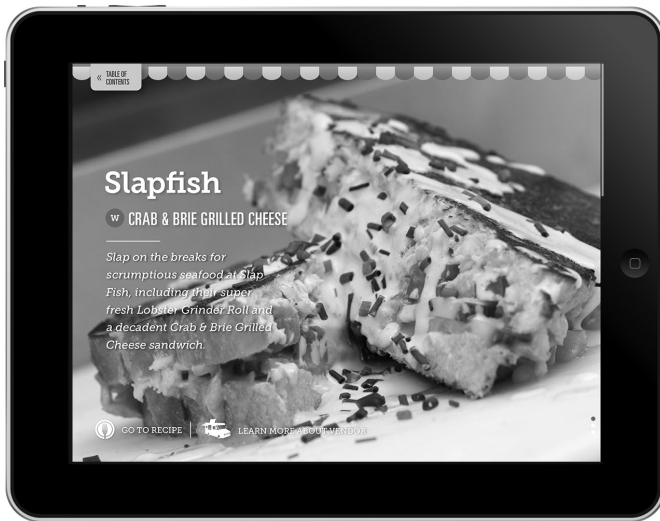 « TABLE OF
CONTENTS
Slapfish
W CRAB & BRIE GRILLED CHEESE
Slap on the breaks for
scrumptious seafood at Slap
Fish, including their super
fresh Lobster Grinder Roll and
a decadent Crab & Brie Grilled
Cheese sandwich.
GO TO RECIPE
LEARN MORE ABOUT VENDOR